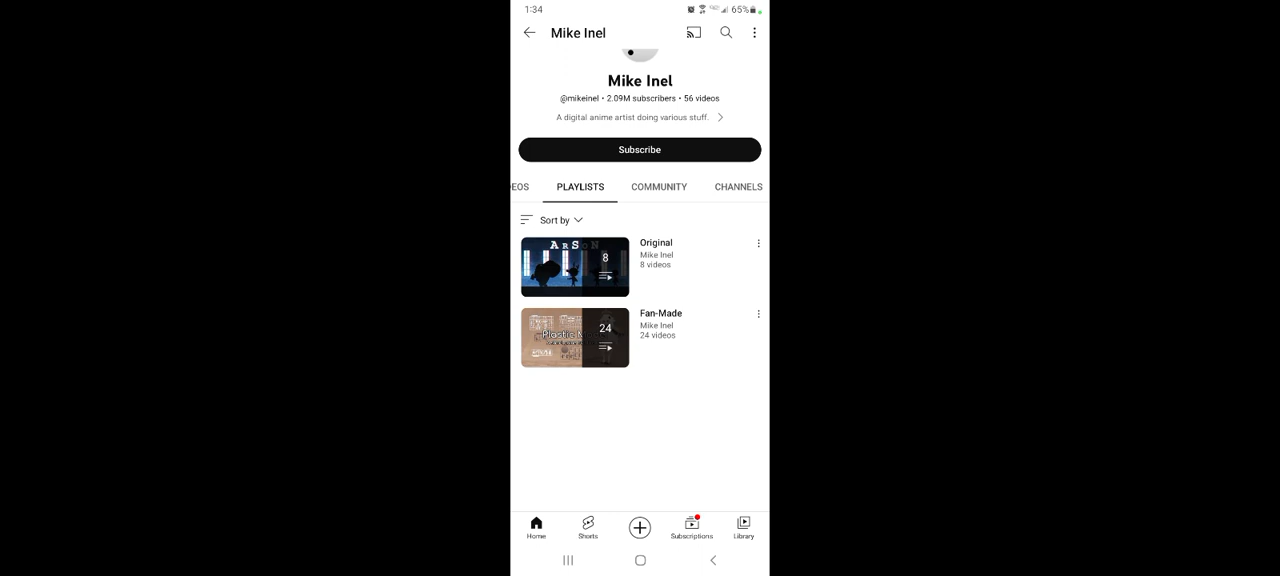 1:34
65%
Mike Inel
Mike Inel
@mikeinel • 2.09M subscribers • 56 videos
A digital anime artist doing various stuff.
Subscribe
EOS PLAYLISTS COMMUNITY CHANNELS
Sort by
ARSON
8
Original
Mike Inel
8 videos
Plastic
24
Fan-Made
Mike Inel
24 videos
Home Shorts Subscriptions Library